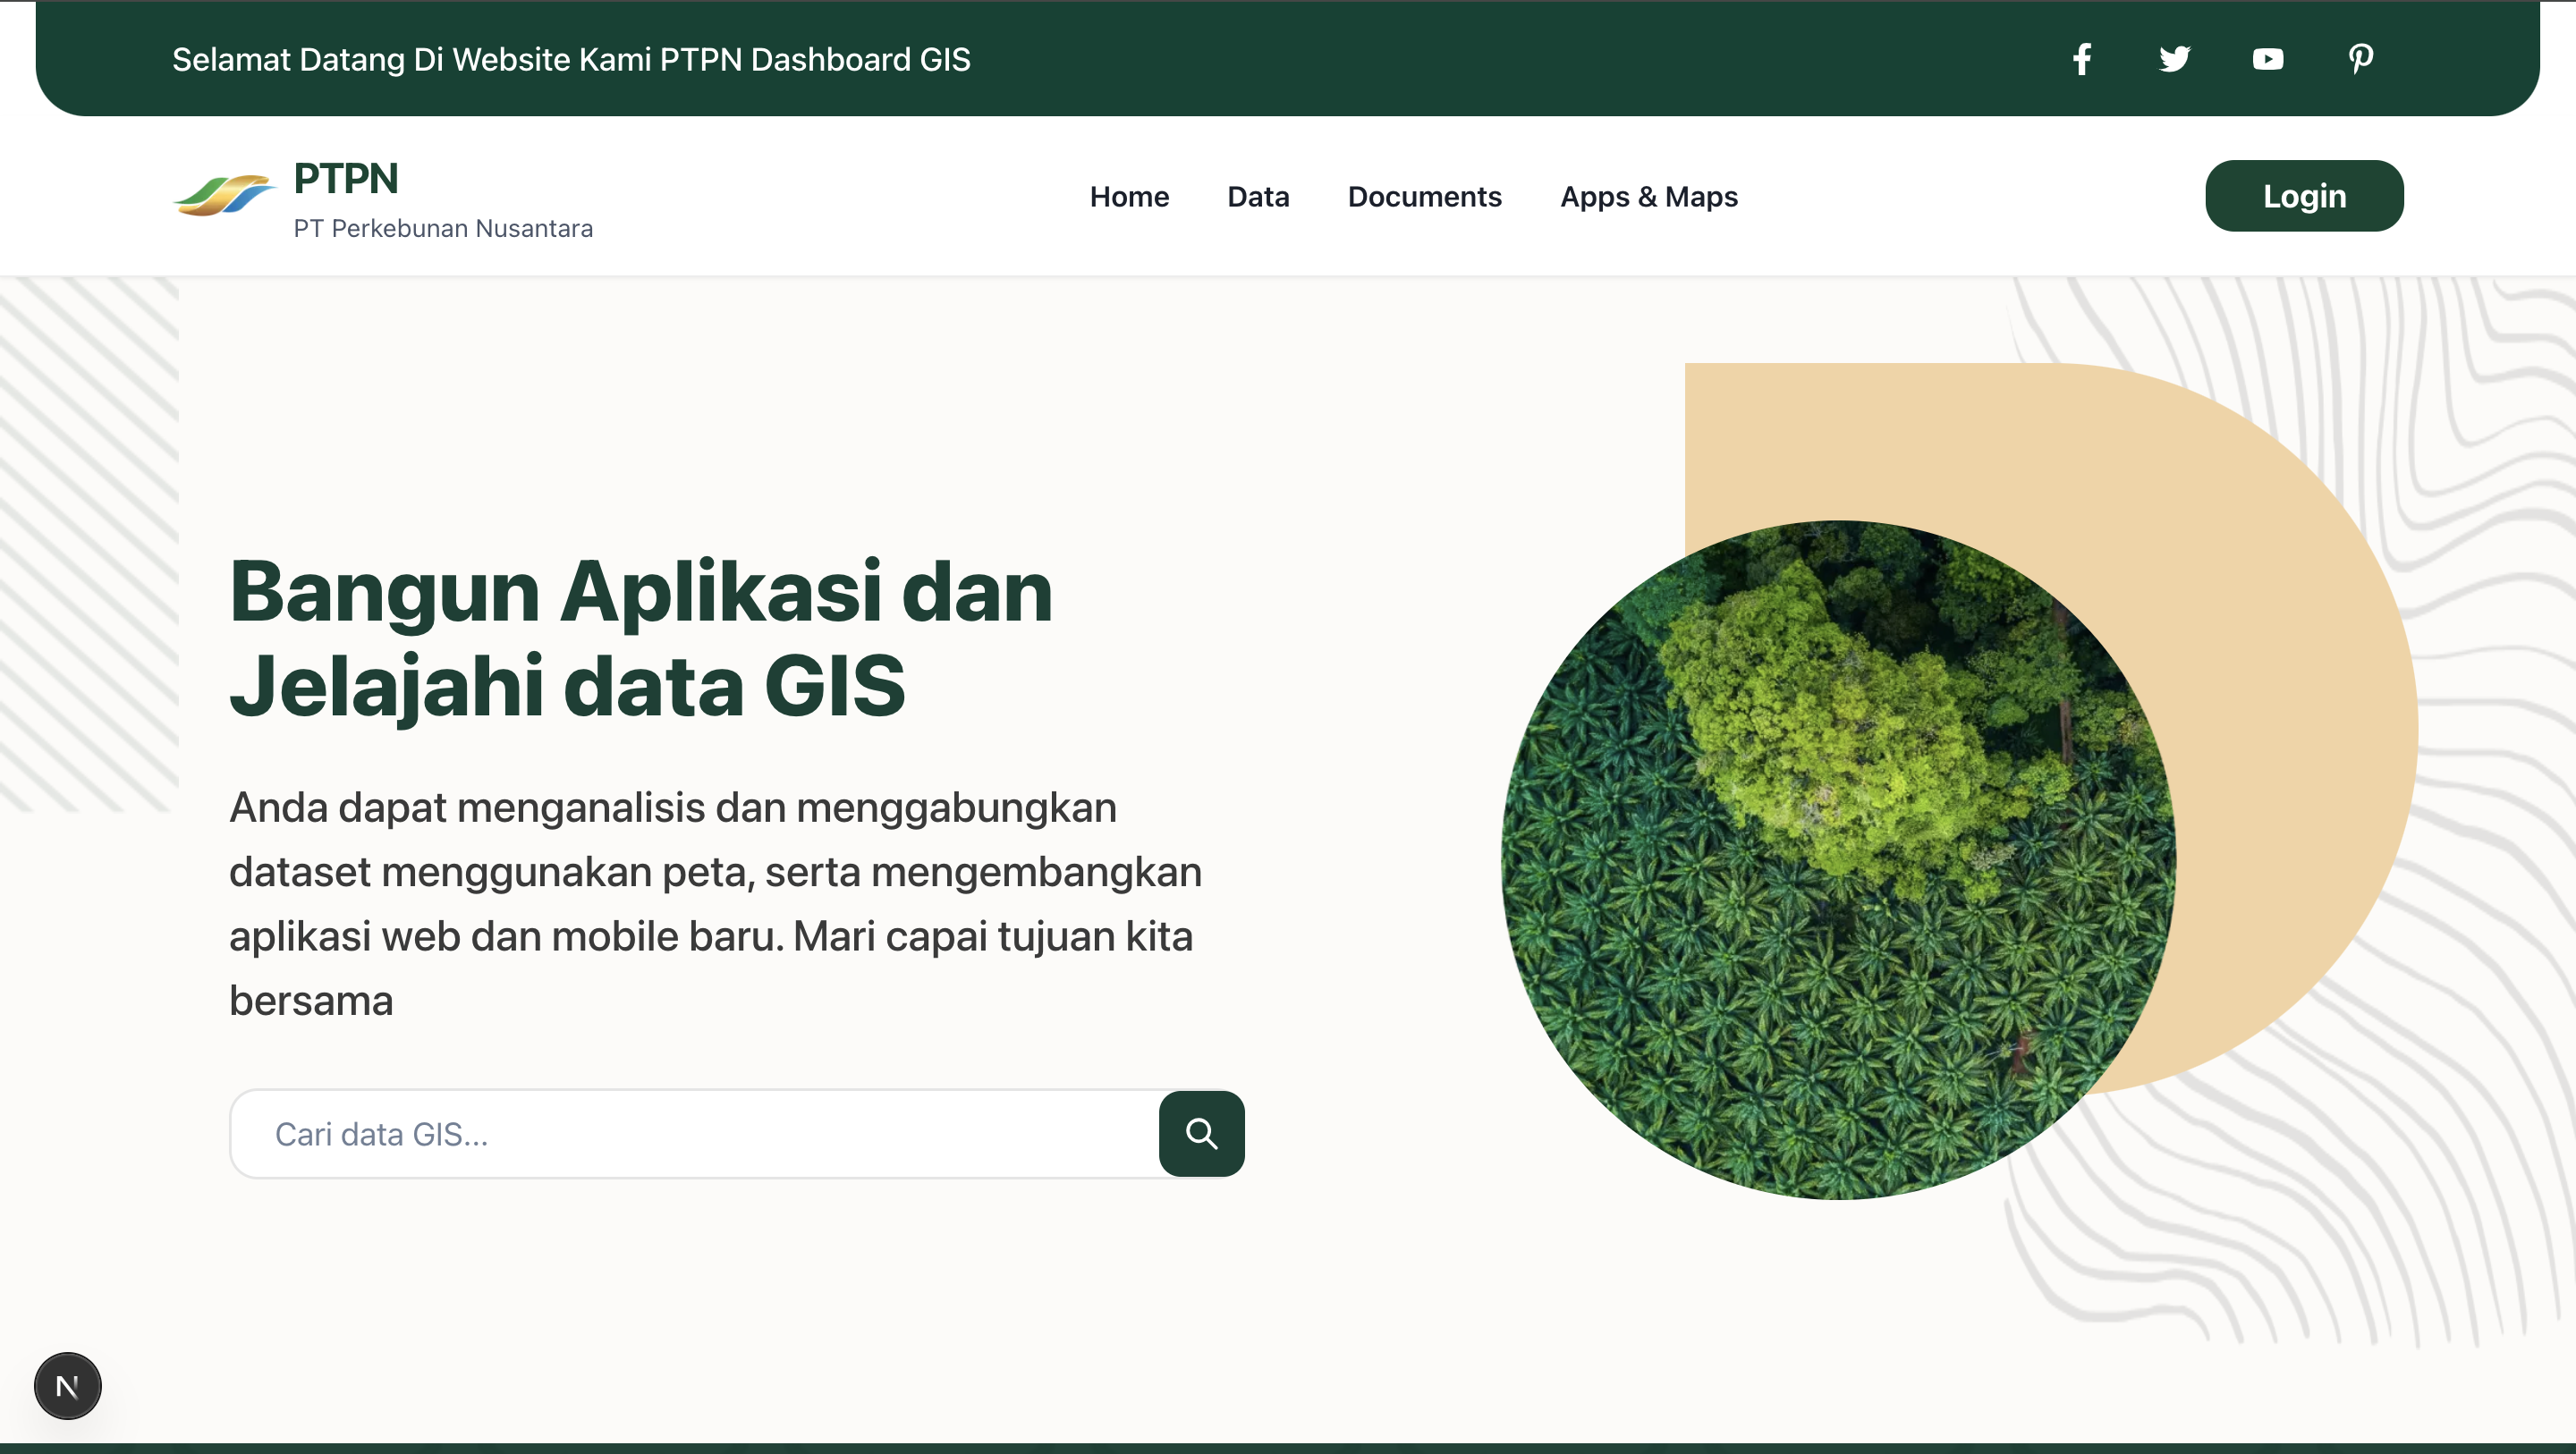 Selamat Datang Di Website Kami PTPN Dashboard GIS
PTPN
PT Perkebunan Nusantara
Home
Data
Documents
Apps & Maps
Login
Bangun Aplikasi dan
Jelajahi data GIS
Anda dapat menganalisis dan menggabungkan
dataset menggunakan peta, serta mengembangkan
aplikasi web dan mobile baru. Mari capai tujuan kita
bersama
Cari data GIS...
N